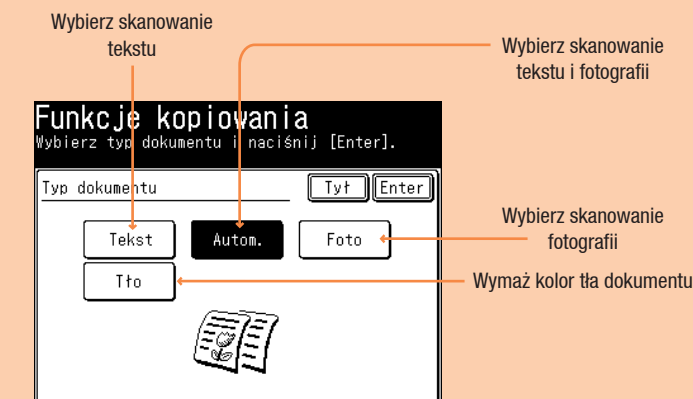 Wybierz skanowanie
tekstu
Wybierz skanowanie
tekstu i fotografii
Funkcje kopiowania
Wybierz typ dokumentu i naciśnij [Enter].
Typ dokumentu
Tył
Enter
Tekst
Autom.
Foto
Wybierz skanowanie
fotografii
Tło
Wymaż kolor tła dokumentu